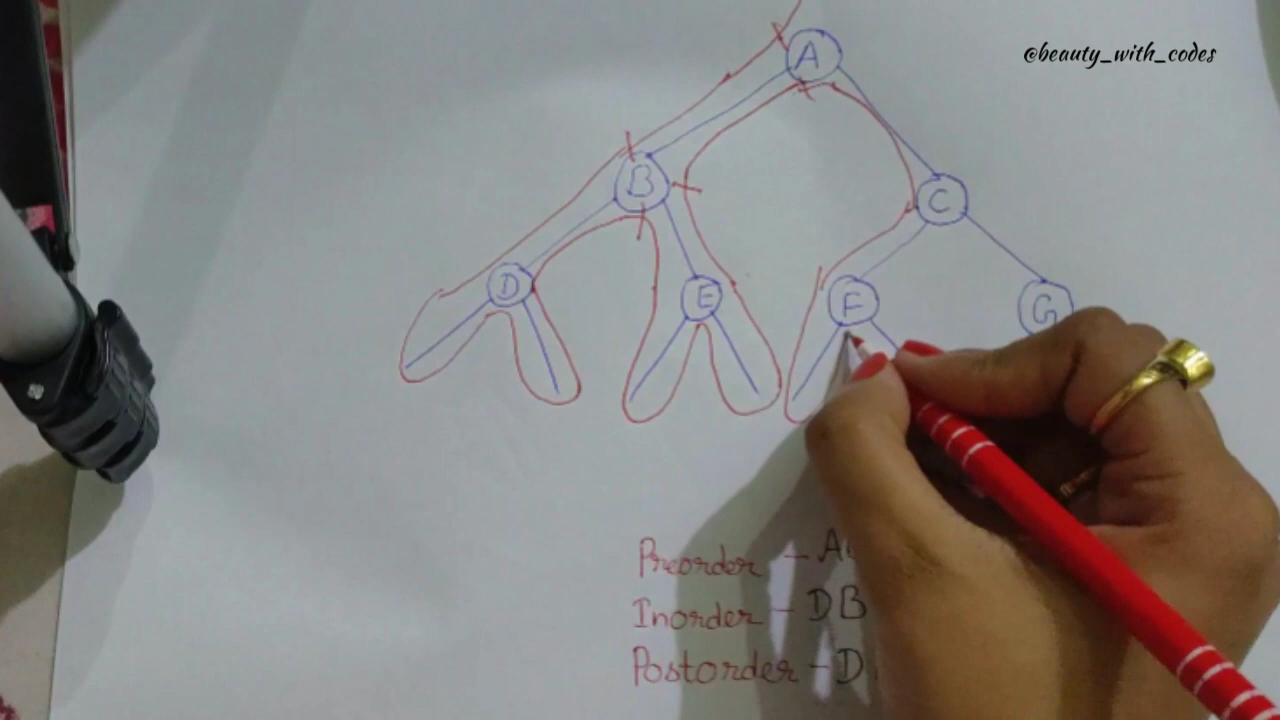 @beauty_with_codes
A
B
C
D
E
F
G
Preorder - A
Inorder - DB
Postorder - D